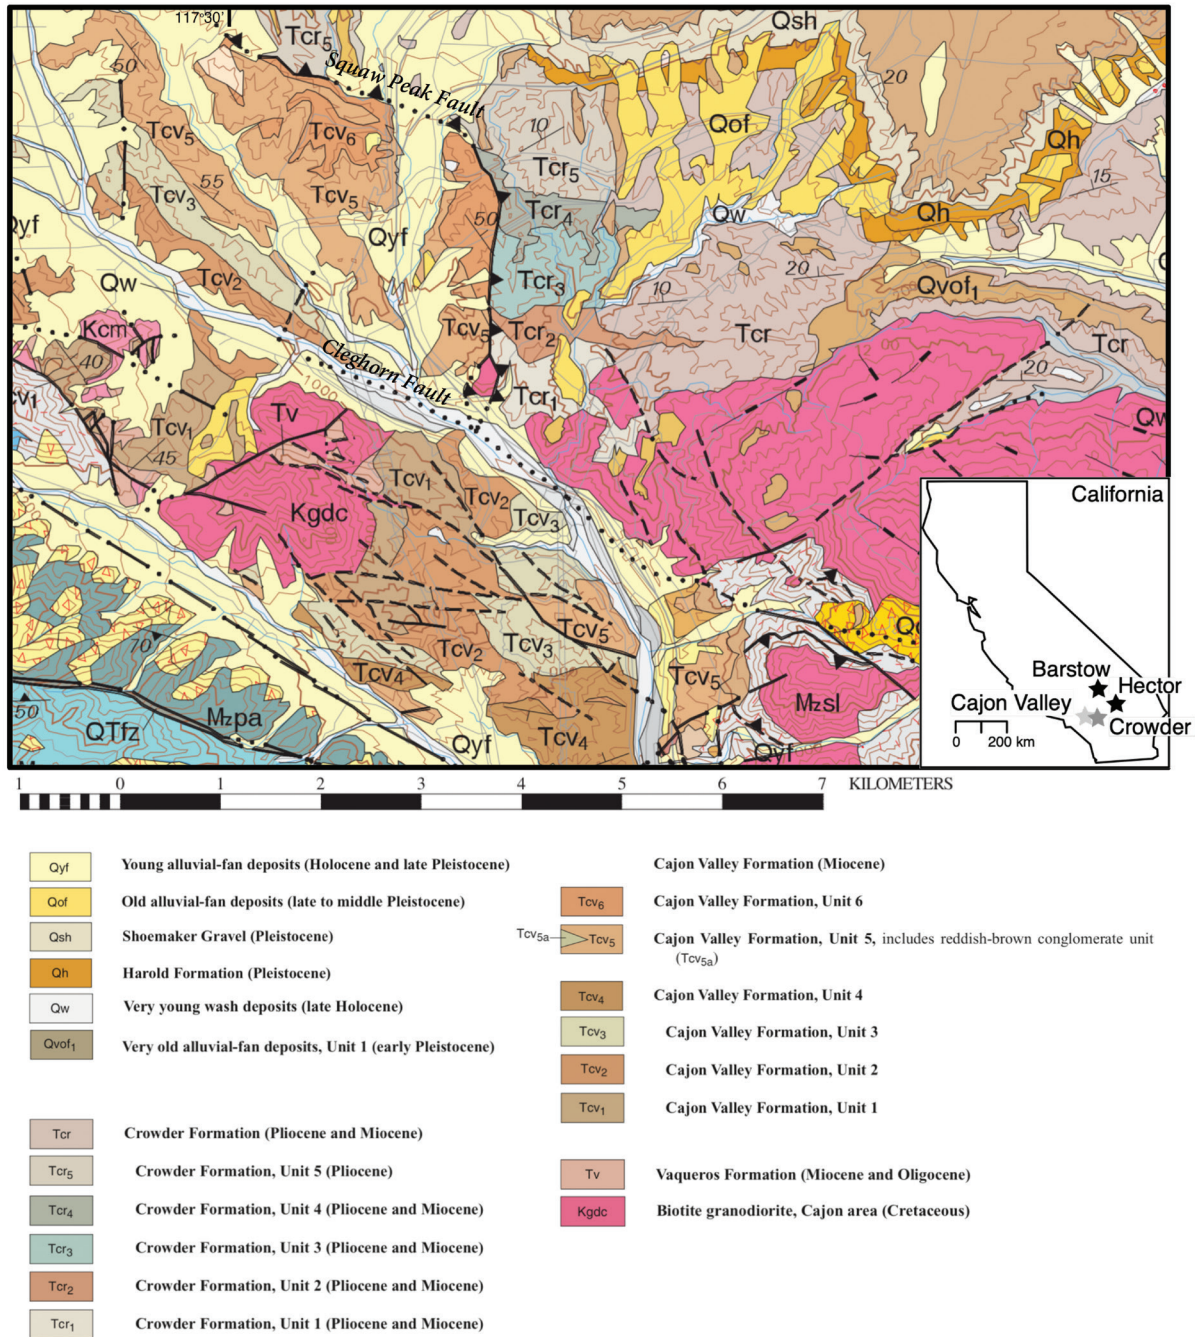 117°30'
Tcr5
Qsh
Squaw Peak Fault
50
20
Tcv5
Tcv6
10
Qof
Qh
Tcr5
15
55
Tcv3
Tcv5
Tcr4
Qw
Qh
Qyf
50
Qyf
20
Qw
Tcv2
Tcr3
10
Qvof1
Kcm
Tcv5
Tcr2
Tcr
Tcr
40
Cleghorn Fault
20
1000
Tcr1
cv1
Tv
Qw
Tcv1
45
Tcv1
Tcv2
Kgdc
Tcv3
California
Tcv5
70
Tcv2
Tcv3
Barstow
Tcv4
Tcv5
Hector
Cajon Valley
50
Mzpa
Mzsl
Crowder
QTfz
Qyf
Tcv4
Qyf
0 200 km
1 0 1 2 3 4 5 6 7 KILOMETERS
Qyf Young alluvial-fan deposits (Holocene and late Pleistocene)
Qof Old alluvial-fan deposits (late to middle Pleistocene)
Qsh Shoemaker Gravel (Pleistocene)
Qh Harold Formation (Pleistocene)
Qw Very young wash deposits (late Holocene)
Qvof1 Very old alluvial-fan deposits, Unit 1 (early Pleistocene)
Tcr Crowder Formation (Pliocene and Miocene)
Tcr5 Crowder Formation, Unit 5 (Pliocene)
Tcr4 Crowder Formation, Unit 4 (Pliocene and Miocene)
Tcr3 Crowder Formation, Unit 3 (Pliocene and Miocene)
Tcr2 Crowder Formation, Unit 2 (Pliocene and Miocene)
Tcr1 Crowder Formation, Unit 1 (Pliocene and Miocene)
Cajon Valley Formation (Miocene)
Tcv6 Cajon Valley Formation, Unit 6
Tcv5a Tcv5 Cajon Valley Formation, Unit 5, includes reddish-brown conglomerate unit
(Tcv5a)
Tcv4 Cajon Valley Formation, Unit 4
Tcv3 Cajon Valley Formation, Unit 3
Tcv2 Cajon Valley Formation, Unit 2
Tcv1 Cajon Valley Formation, Unit 1
Tv Vaqueros Formation (Miocene and Oligocene)
Kgdc Biotite granodiorite, Cajon area (Cretaceous)